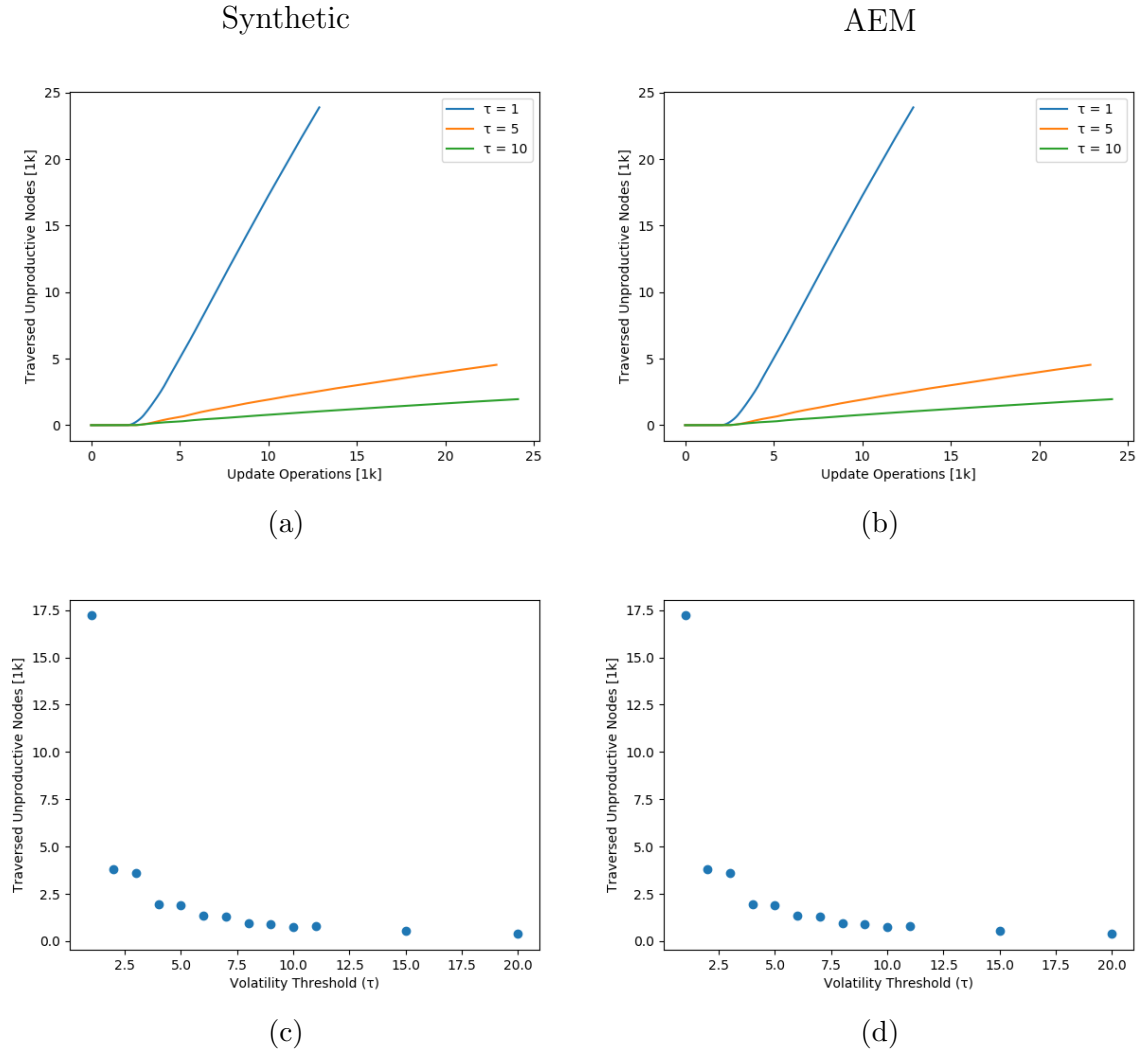 Synthetic
AEM
25
20
15
10
5
0
Traversed Unproductive Nodes [1k]
τ = 1
τ = 5
τ = 10
0 5 10 15 20 25
Update Operations [1k]
(a)
25
20
15
10
5
0
Traversed Unproductive Nodes [1k]
τ = 1
τ = 5
τ = 10
0 5 10 15 20 25
Update Operations [1k]
(b)
17.5
15.0
12.5
10.0
7.5
5.0
2.5
0.0
Traversed Unproductive Nodes [1k]
2.5 5.0 7.5 10.0 12.5 15.0 17.5 20.0
Volatility Threshold (τ)
(c)
17.5
15.0
12.5
10.0
7.5
5.0
2.5
0.0
Traversed Unproductive Nodes [1k]
2.5 5.0 7.5 10.0 12.5 15.0 17.5 20.0
Volatility Threshold (τ)
(d)